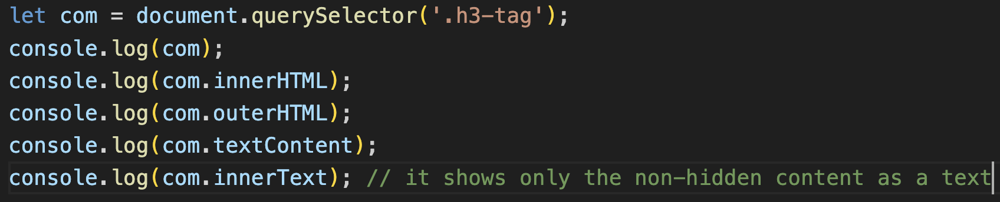 let com = document.querySelector('.h3-tag');
console.log(com);
console.log(com.innerHTML);
console.log(com.outerHTML);
console.log(com.textContent);
console.log(com.innerText); // it shows only the non-hidden content as a text